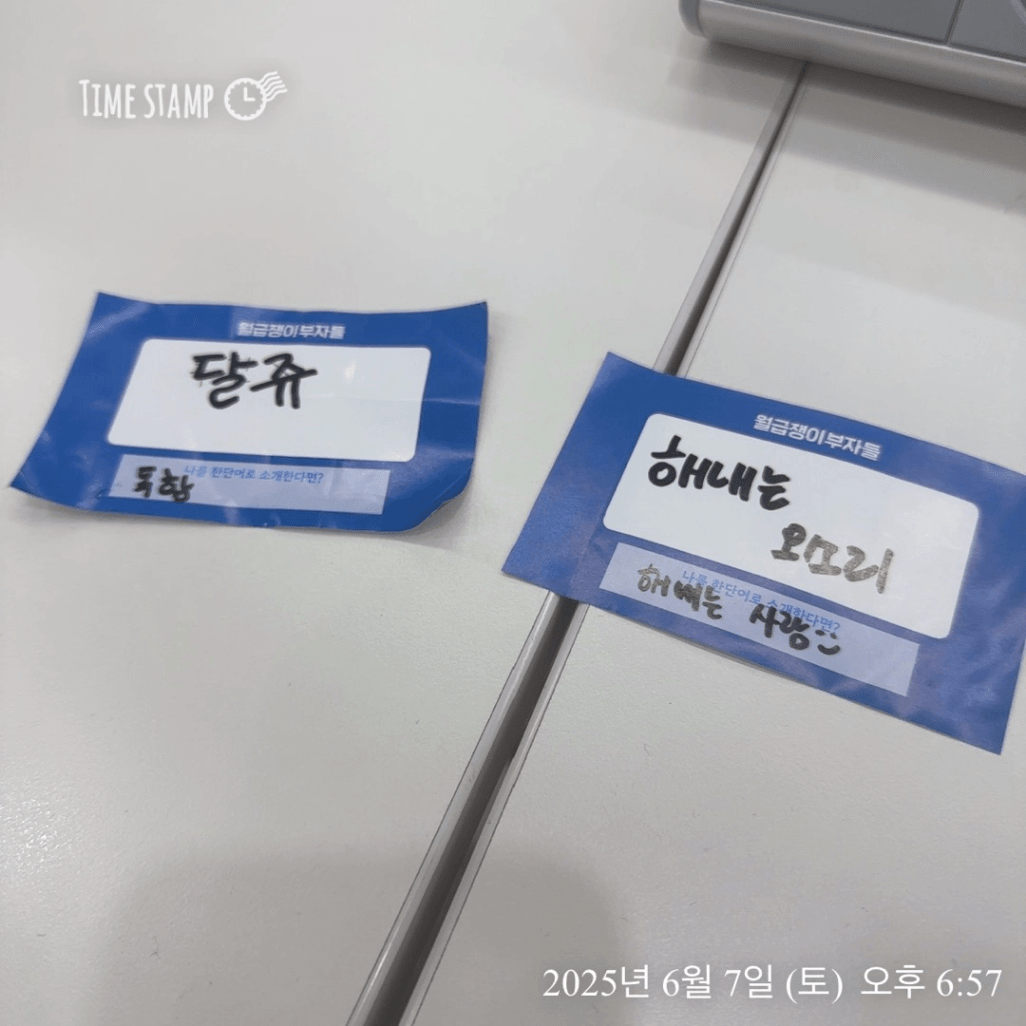 TIME STAMP
월급쟁이부자들
달쥬
나를 한단어로 소개한다면?
독함
월급쟁이부자들
해내는
오소리
나를 한단어로 소개한다면?
해내는 사람
2025년 6월 7일 (토) 오후 6:57